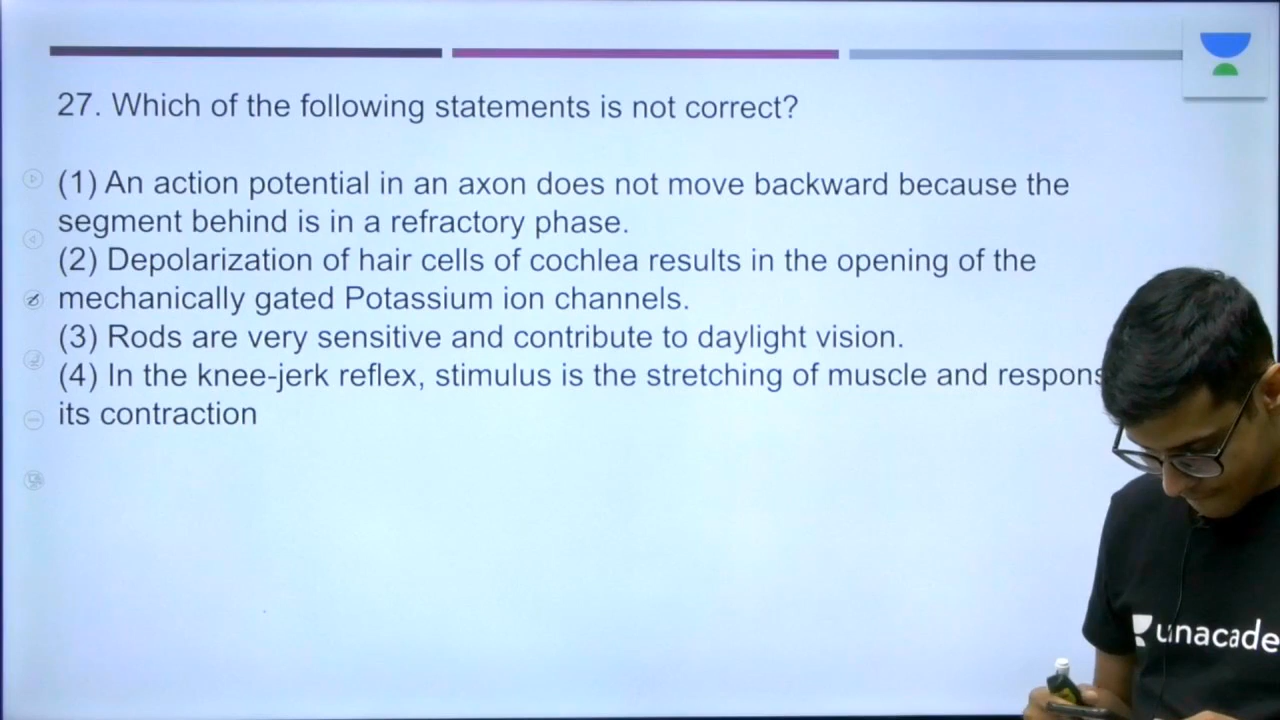 27. Which of the following statements is not correct?
(1) An action potential in an axon does not move backward because the
segment behind is in a refractory phase.
(2) Depolarization of hair cells of cochlea results in the opening of the
mechanically gated Potassium ion channels.
(3) Rods are very sensitive and contribute to daylight vision.
(4) In the knee-jerk reflex, stimulus is the stretching of muscle and respons
its contraction
unacade